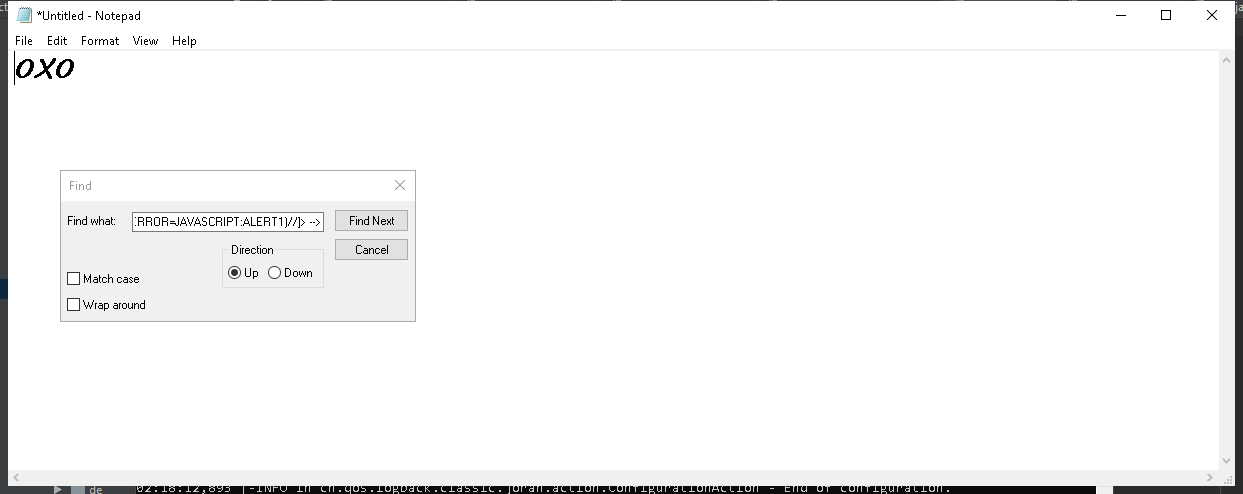 *Untitled - Notepad
File Edit Format View Help
OXO
Find
Find what: :RROR=JAVASCRIPT:ALERT1)//]> --> Find Next
Direction Cancel
Up Down
Match case
Wrap around
de 02:18:12,893 |-INFO in ch.qos.logback.classic.joran.action.ConfigurationAction - End of configuration.